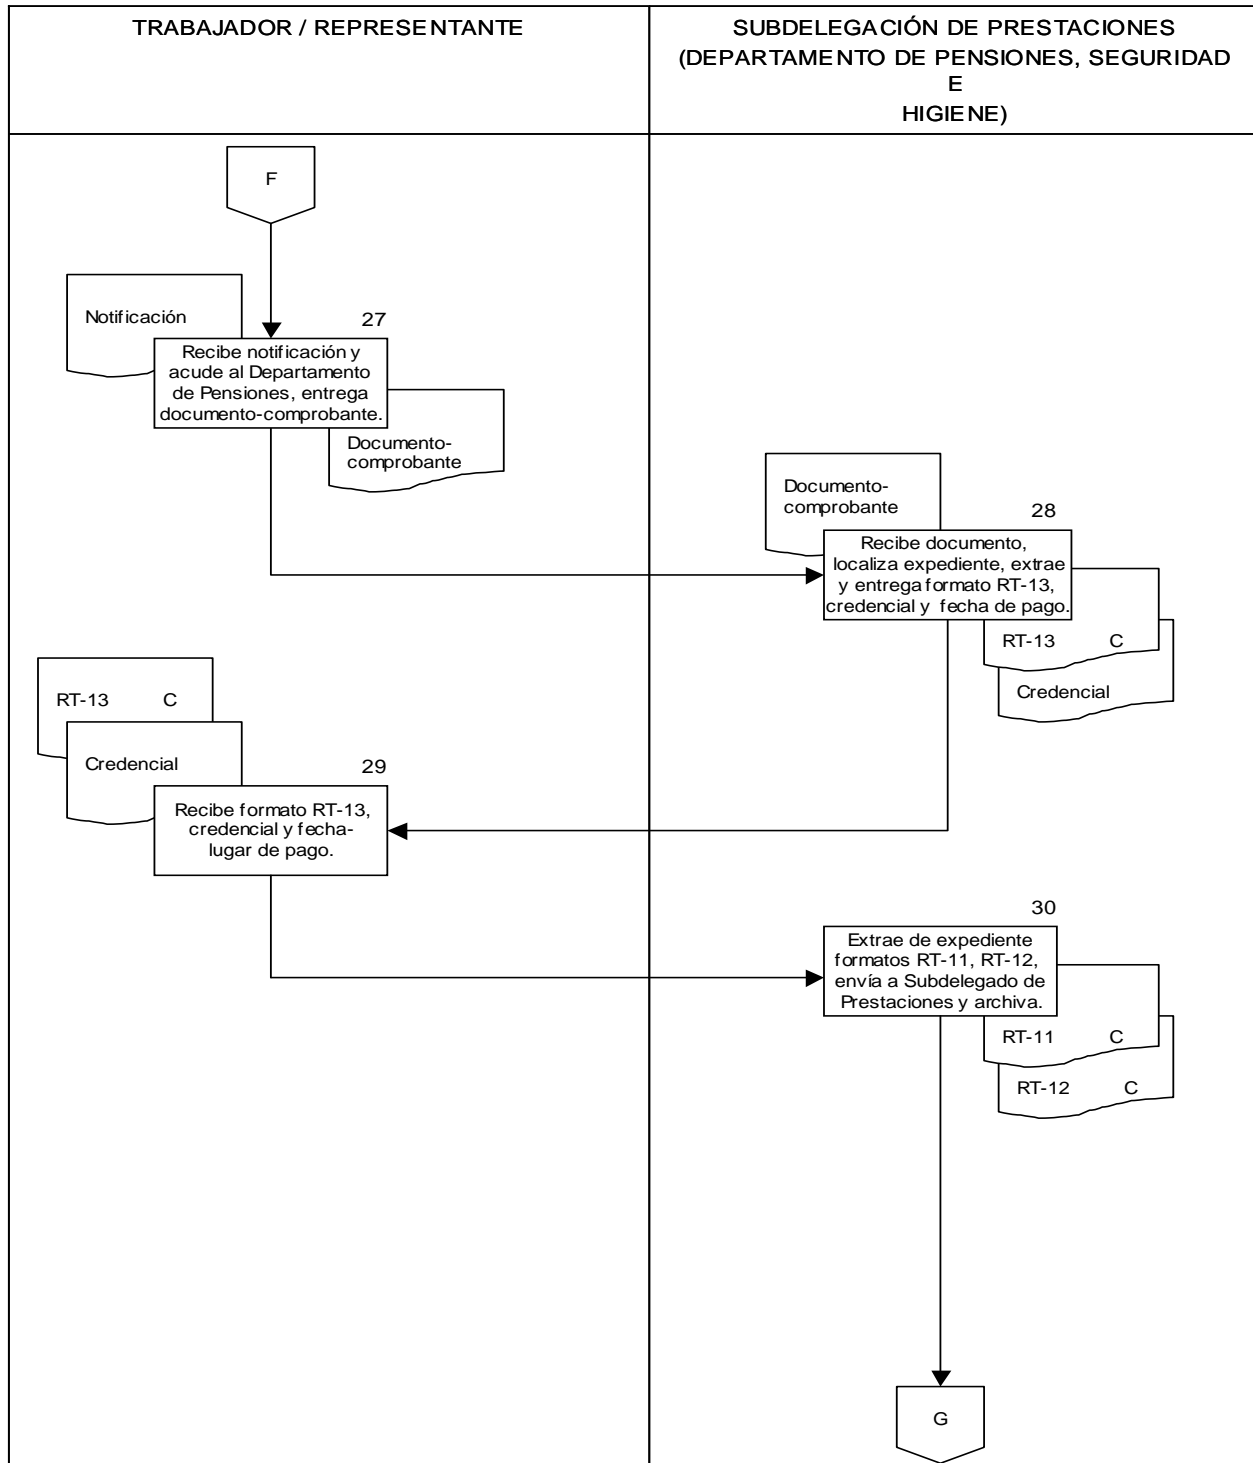 TRABAJADOR / REPRESENTANTE
SUBDELEGACIÓN DE PRESTACIONES
(DEPARTAMENTO DE PENSIONES, SEGURIDAD
E
HIGIENE)
F
Notificación
27
Recibe notificación y
acude al Departamento
de Pensiones, entrega
documento-comprobante.
Documento-
comprobante
Documento-
comprobante
28
Recibe documento,
localiza expediente, extrae
y entrega formato RT-13,
credencial y fecha de pago.
RT-13 C
Credencial
RT-13 C
Credencial
29
Recibe formato RT-13,
credencial y fecha-
lugar de pago.
30
Extrae de expediente
formatos RT-11, RT-12,
envía a Subdelegado de
Prestaciones y archiva.
RT-11 C
RT-12 C
G